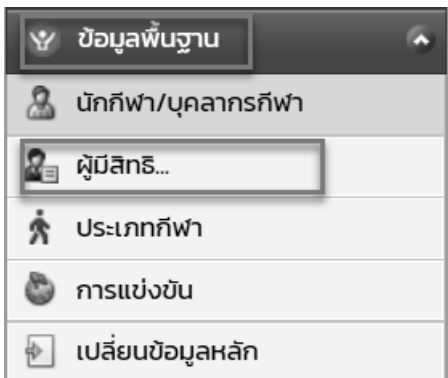 ข้อมูลพื้นฐาน
นักกีฬา/บุคลากรกีฬา
ผู้มีสิทธิ...
ประเภทกีฬา
การแข่งขัน
เปลี่ยนข้อมูลหลัก